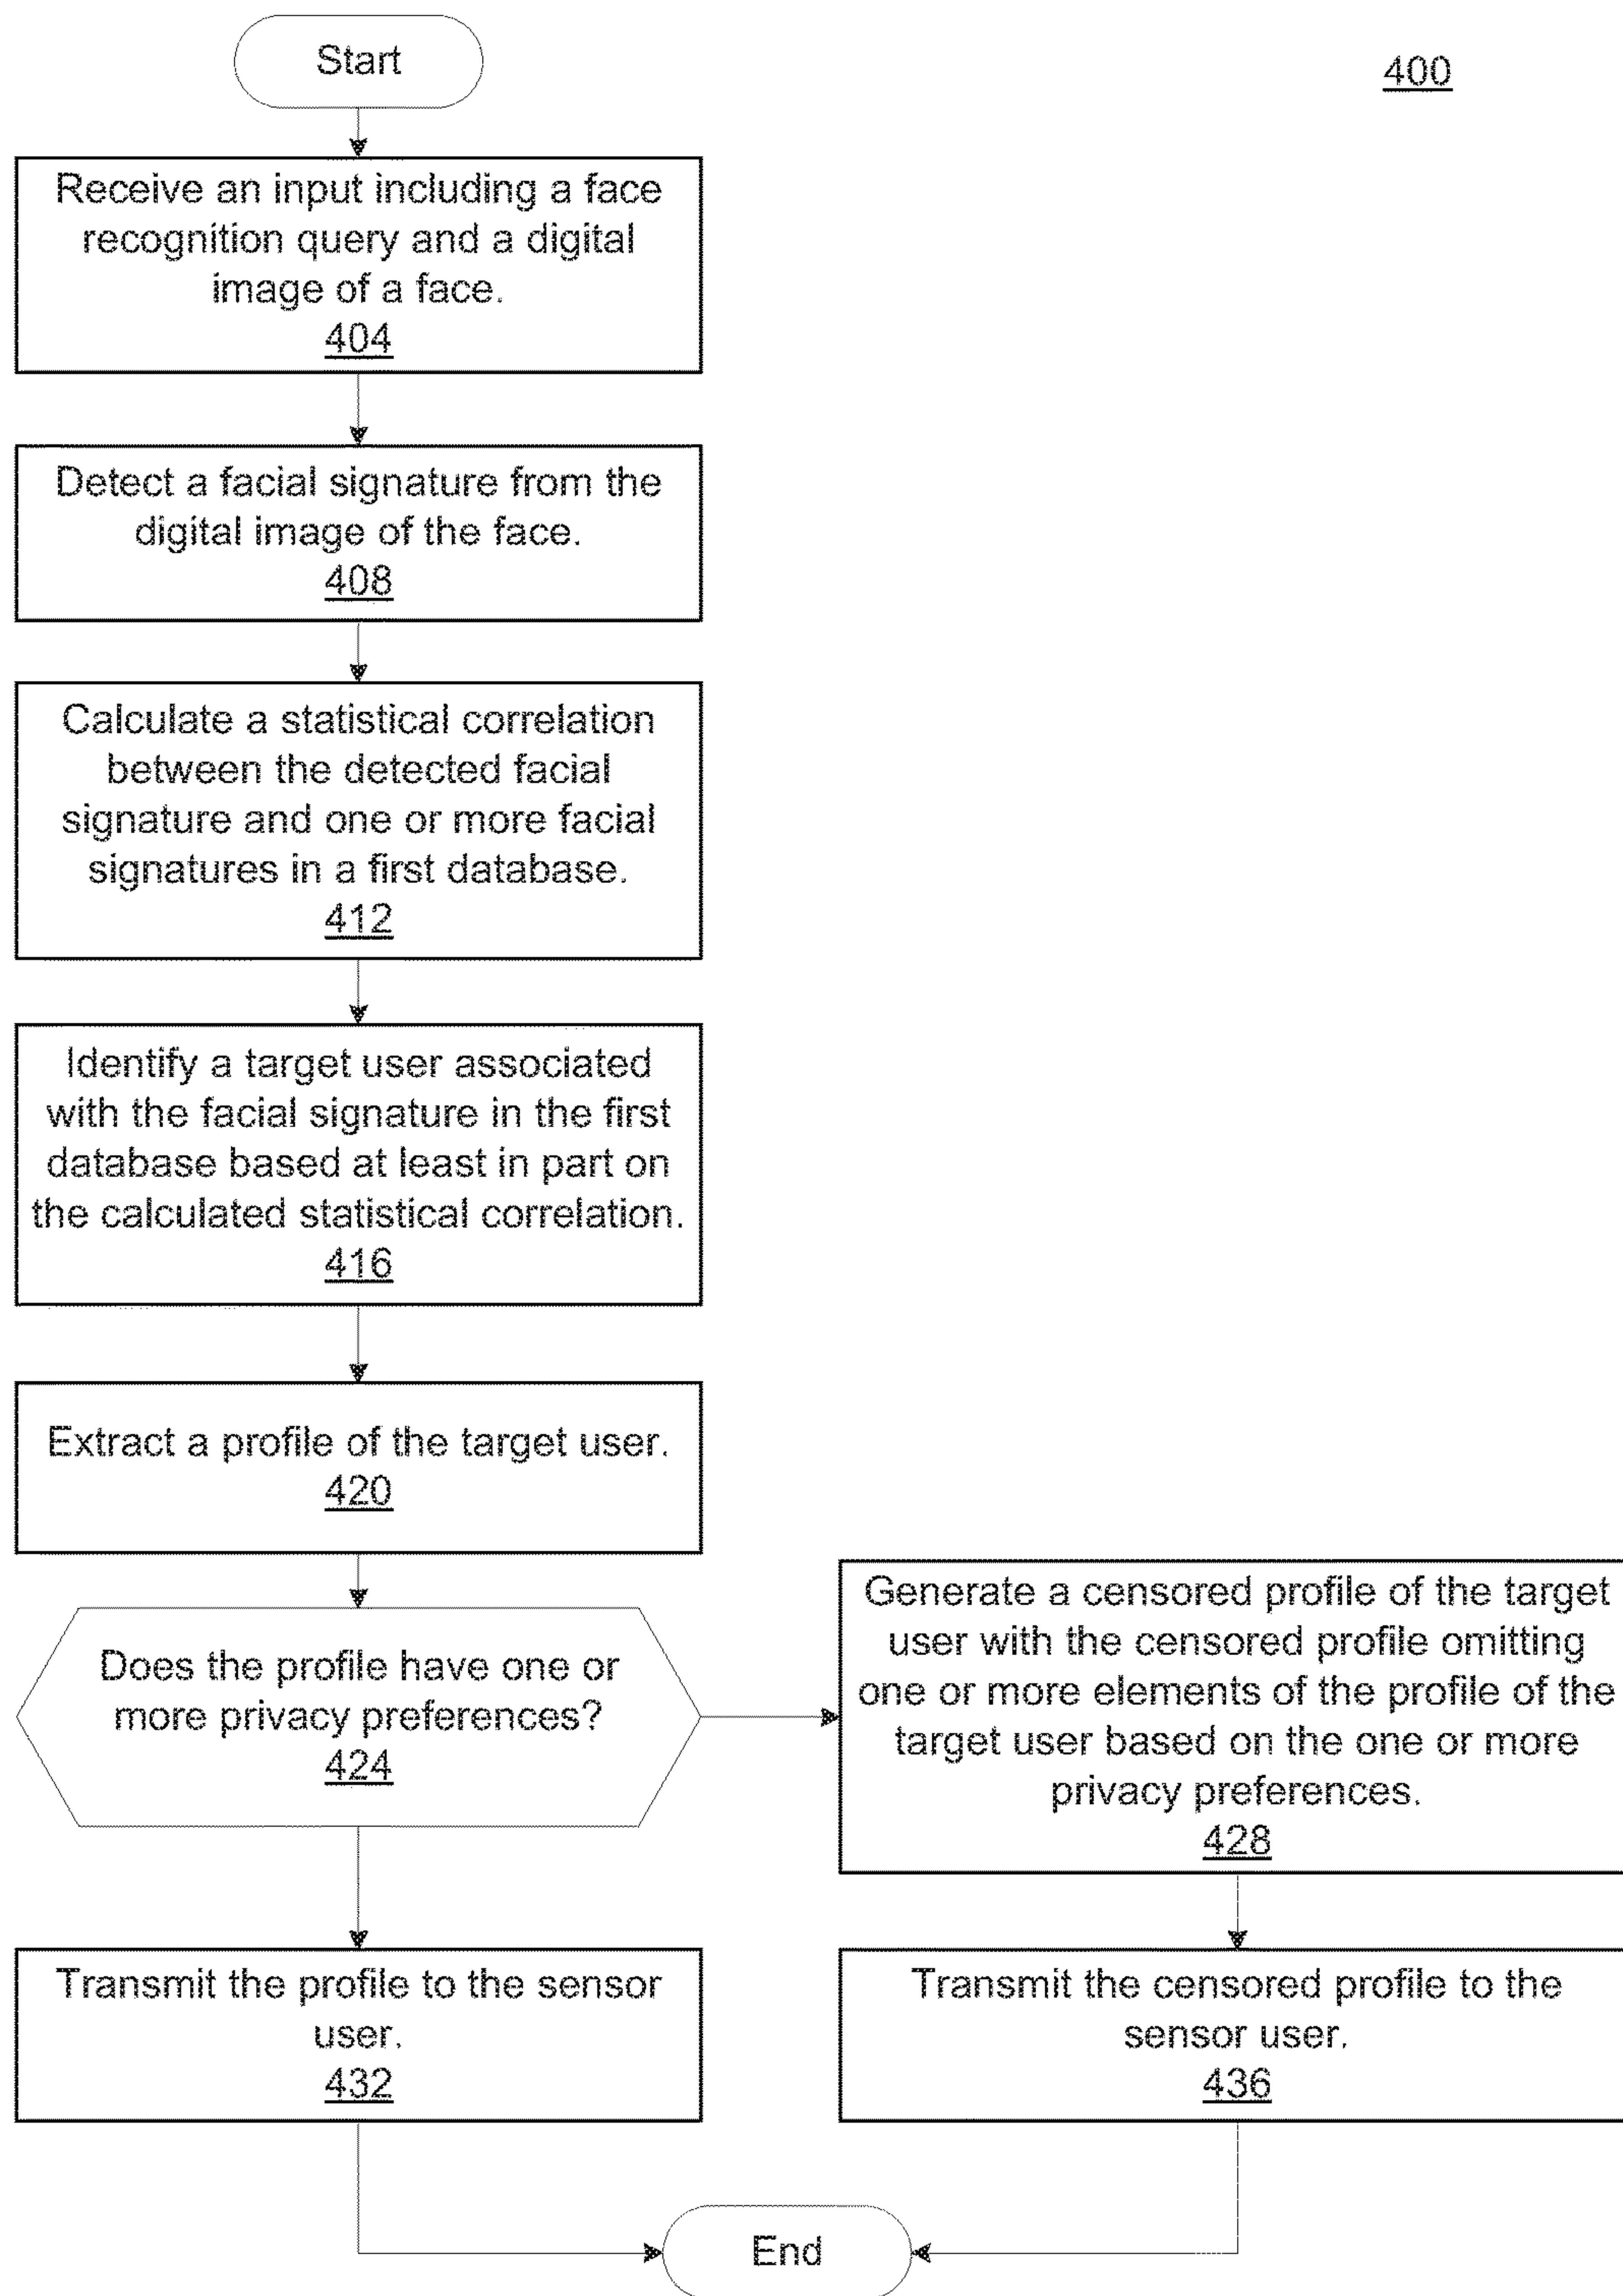 Start
400
Receive an input including a face
recognition query and a digital
image of a face.
404
Detect a facial signature from the
digital image of the face.
408
Calculate a statistical correlation
between the detected facial
signature and one or more facial
signatures in a first database.
412
Identify a target user associated
with the facial signature in the first
database based at least in part on
the calculated statistical correlation.
416
Extract a profile of the target user.
420
Does the profile have one or
more privacy preferences?
424
Generate a censored profile of the target
user with the censored profile omitting
one or more elements of the profile of the
target user based on the one or more
privacy preferences.
428
Transmit the profile to the sensor
user.
432
Transmit the censored profile to the
sensor user.
436
End